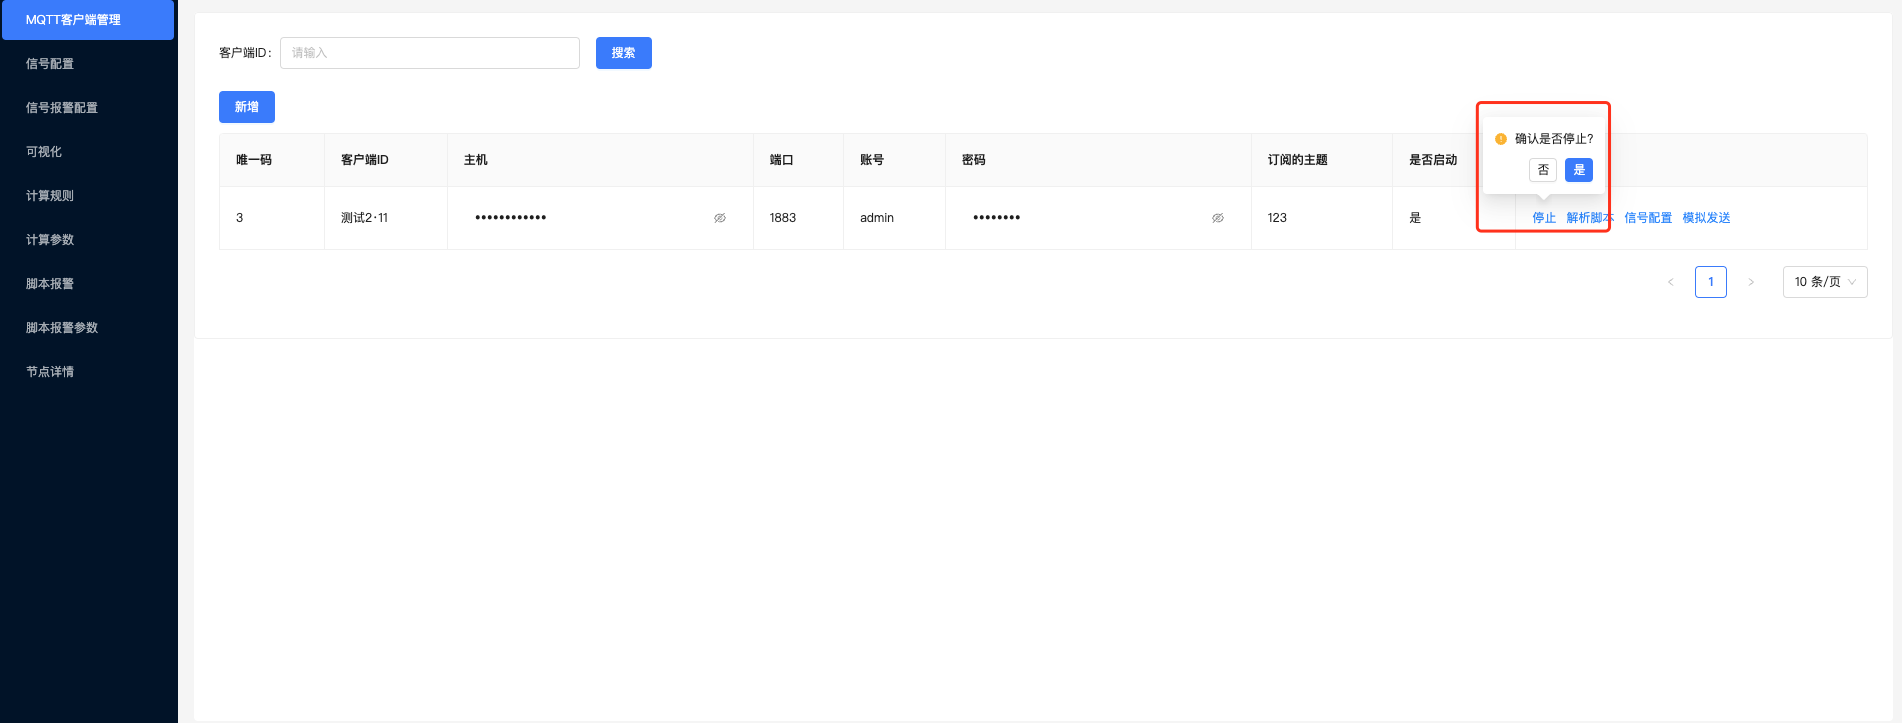 MQTT客户端管理
信号配置
信号报警配置
可视化
计算规则
计算参数
脚本报警
脚本报警参数
节点详情
客户端ID: 请输入 搜索
新增
确认是否停止?
否 是
唯一码 客户端ID 主机 端口 账号 密码 订阅的主题 是否启动
3 测试2·11 •••••••••••• 1883 admin •••••••• 123 是 停止 解析脚本 信号配置 模拟发送
< 1 > 10 条/页